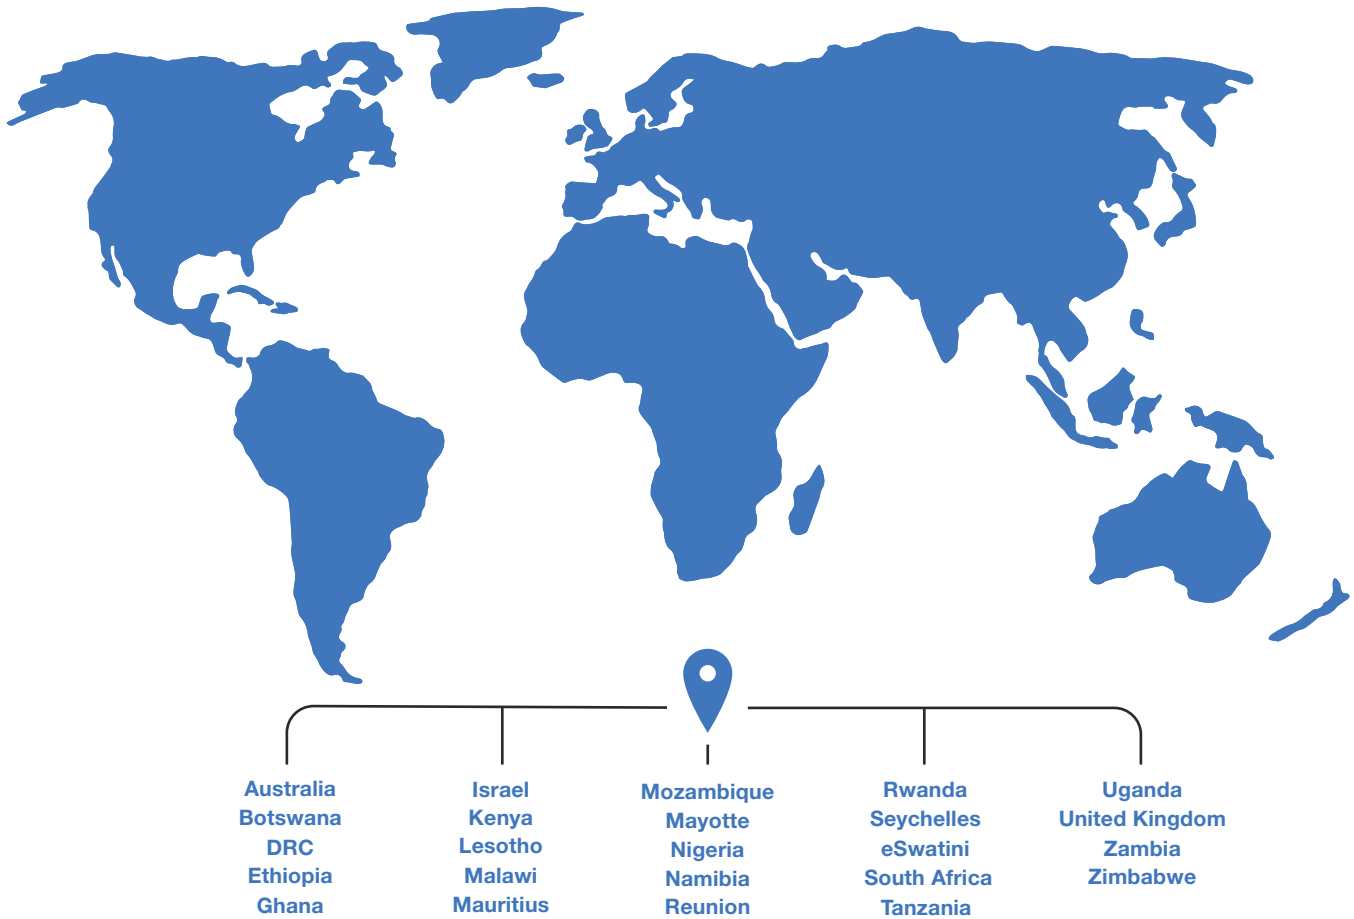 Australia
Botswana
DRC
Ethiopia
Ghana
Israel
Kenya
Lesotho
Malawi
Mauritius
Mozambique
Mayotte
Nigeria
Namibia
Reunion
Rwanda
Seychelles
eSwatini
South Africa
Tanzania
Uganda
United Kingdom
Zambia
Zimbabwe